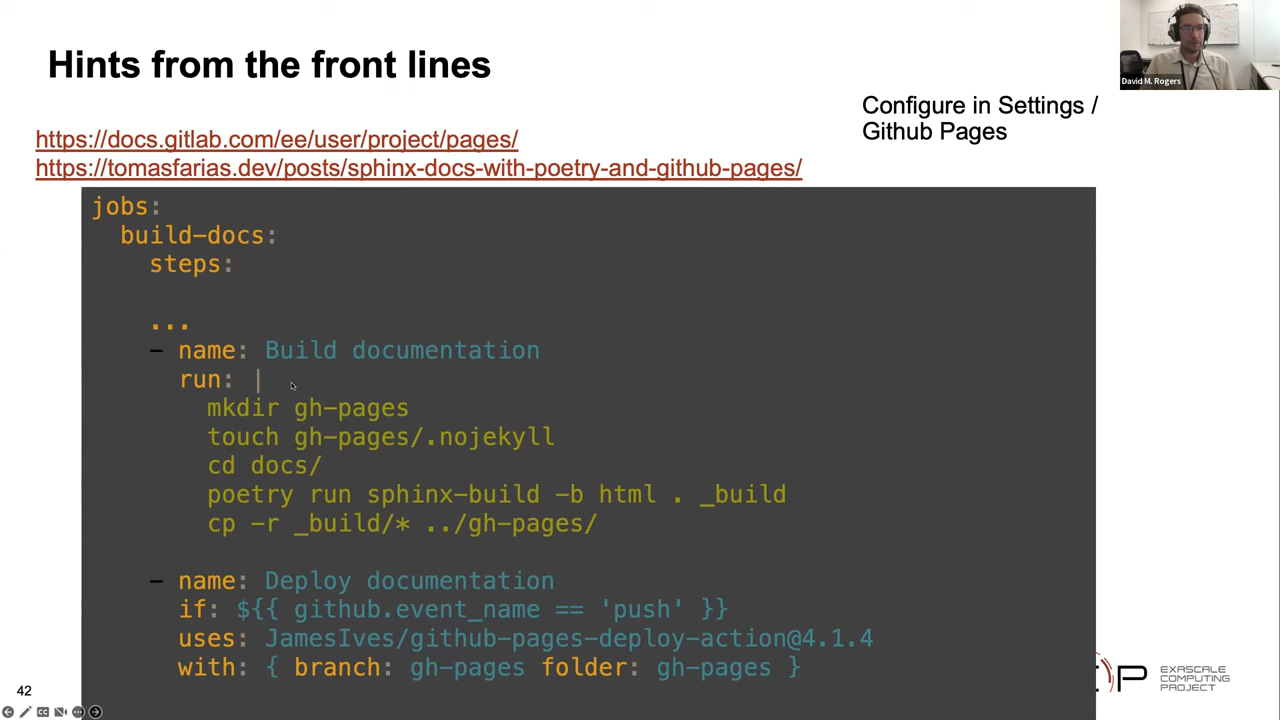 Hints from the front lines
David M. Rogers
Configure in Settings /
Github Pages
https://docs.gitlab.com/ee/user/project/pages/
https://tomasfarias.dev/posts/sphinx-docs-with-poetry-and-github-pages/
jobs:
build-docs:
steps:
...
- name: Build documentation
run: |
mkdir gh-pages
touch gh-pages/.nojekyll
cd docs/
poetry run sphinx-build -b html . _build
cp -r _build/* ../gh-pages/
- name: Deploy documentation
if: ${{ github.event_name == 'push' }}
uses: JamesIves/github-pages-deploy-action@4.1.4
with: { branch: gh-pages folder: gh-pages }
EXASCALE
COMPUTING
PROJECT
42